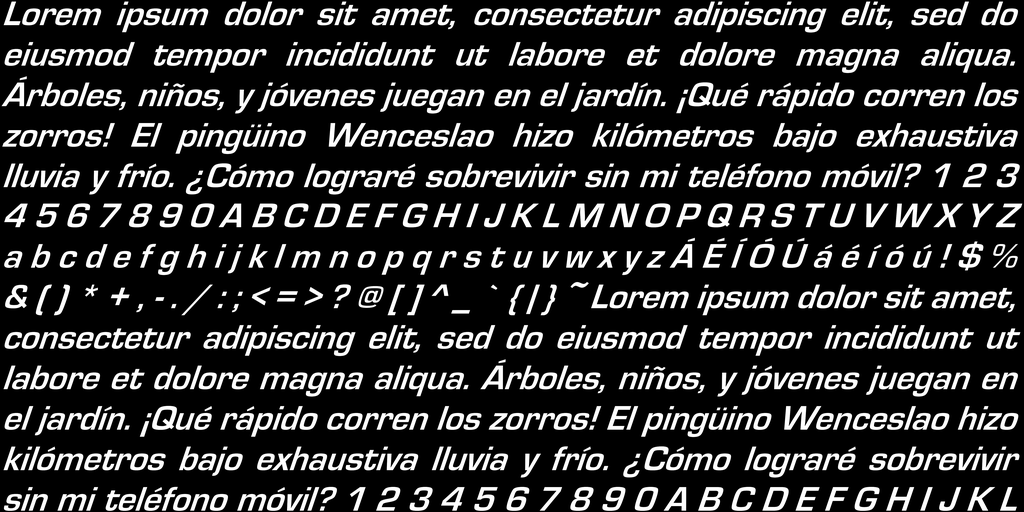 Lorem ipsum dolor sit amet, consectetur adipiscing elit, sed do
eiusmod tempor incididunt ut labore et dolore magna aliqua.
Árboles, niños, y jóvenes juegan en el jardín. ¡Qué rápido corren los
zorros! El pingüino Wenceslao hizo kilómetros bajo exhaustiva
lluvia y frío. ¿Cómo lograré sobrevivir sin mi teléfono móvil? 1 2 3
4 5 6 7 8 9 0 A B C D E F G H I J K L M N O P Q R S T U V W X Y Z
a b c d e f g h i j k l m n o p q r s t u v w x y z Á É Í Ó Ú á é í ó ú ! $ %
& ( ) * + , - . / : ; < = > ? @ [ ] ^ _ ` { | } ~ Lorem ipsum dolor sit amet,
consectetur adipiscing elit, sed do eiusmod tempor incididunt ut
labore et dolore magna aliqua. Árboles, niños, y jóvenes juegan en
el jardín. ¡Qué rápido corren los zorros! El pingüino Wenceslao hizo
kilómetros bajo exhaustiva lluvia y frío. ¿Cómo lograré sobrevivir
sin mi teléfono móvil? 1 2 3 4 5 6 7 8 9 0 A B C D E F G H I J K L